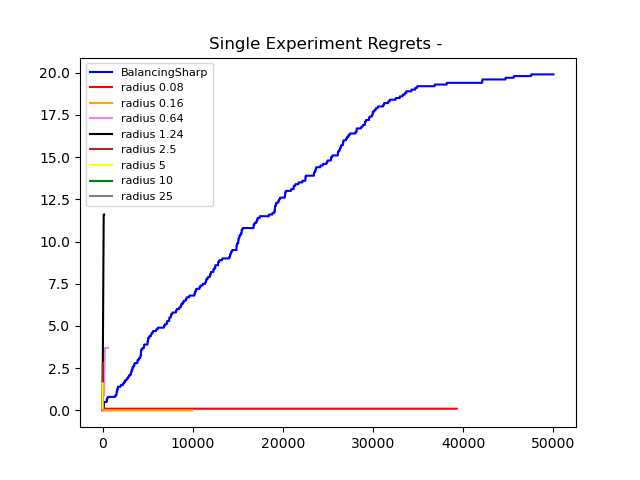 Single Experiment Regrets -
BalancingSharp
radius 0.08
radius 0.16
radius 0.64
radius 1.24
radius 2.5
radius 5
radius 10
radius 25
20.0
17.5
15.0
12.5
10.0
7.5
5.0
2.5
0.0
0 10000 20000 30000 40000 50000